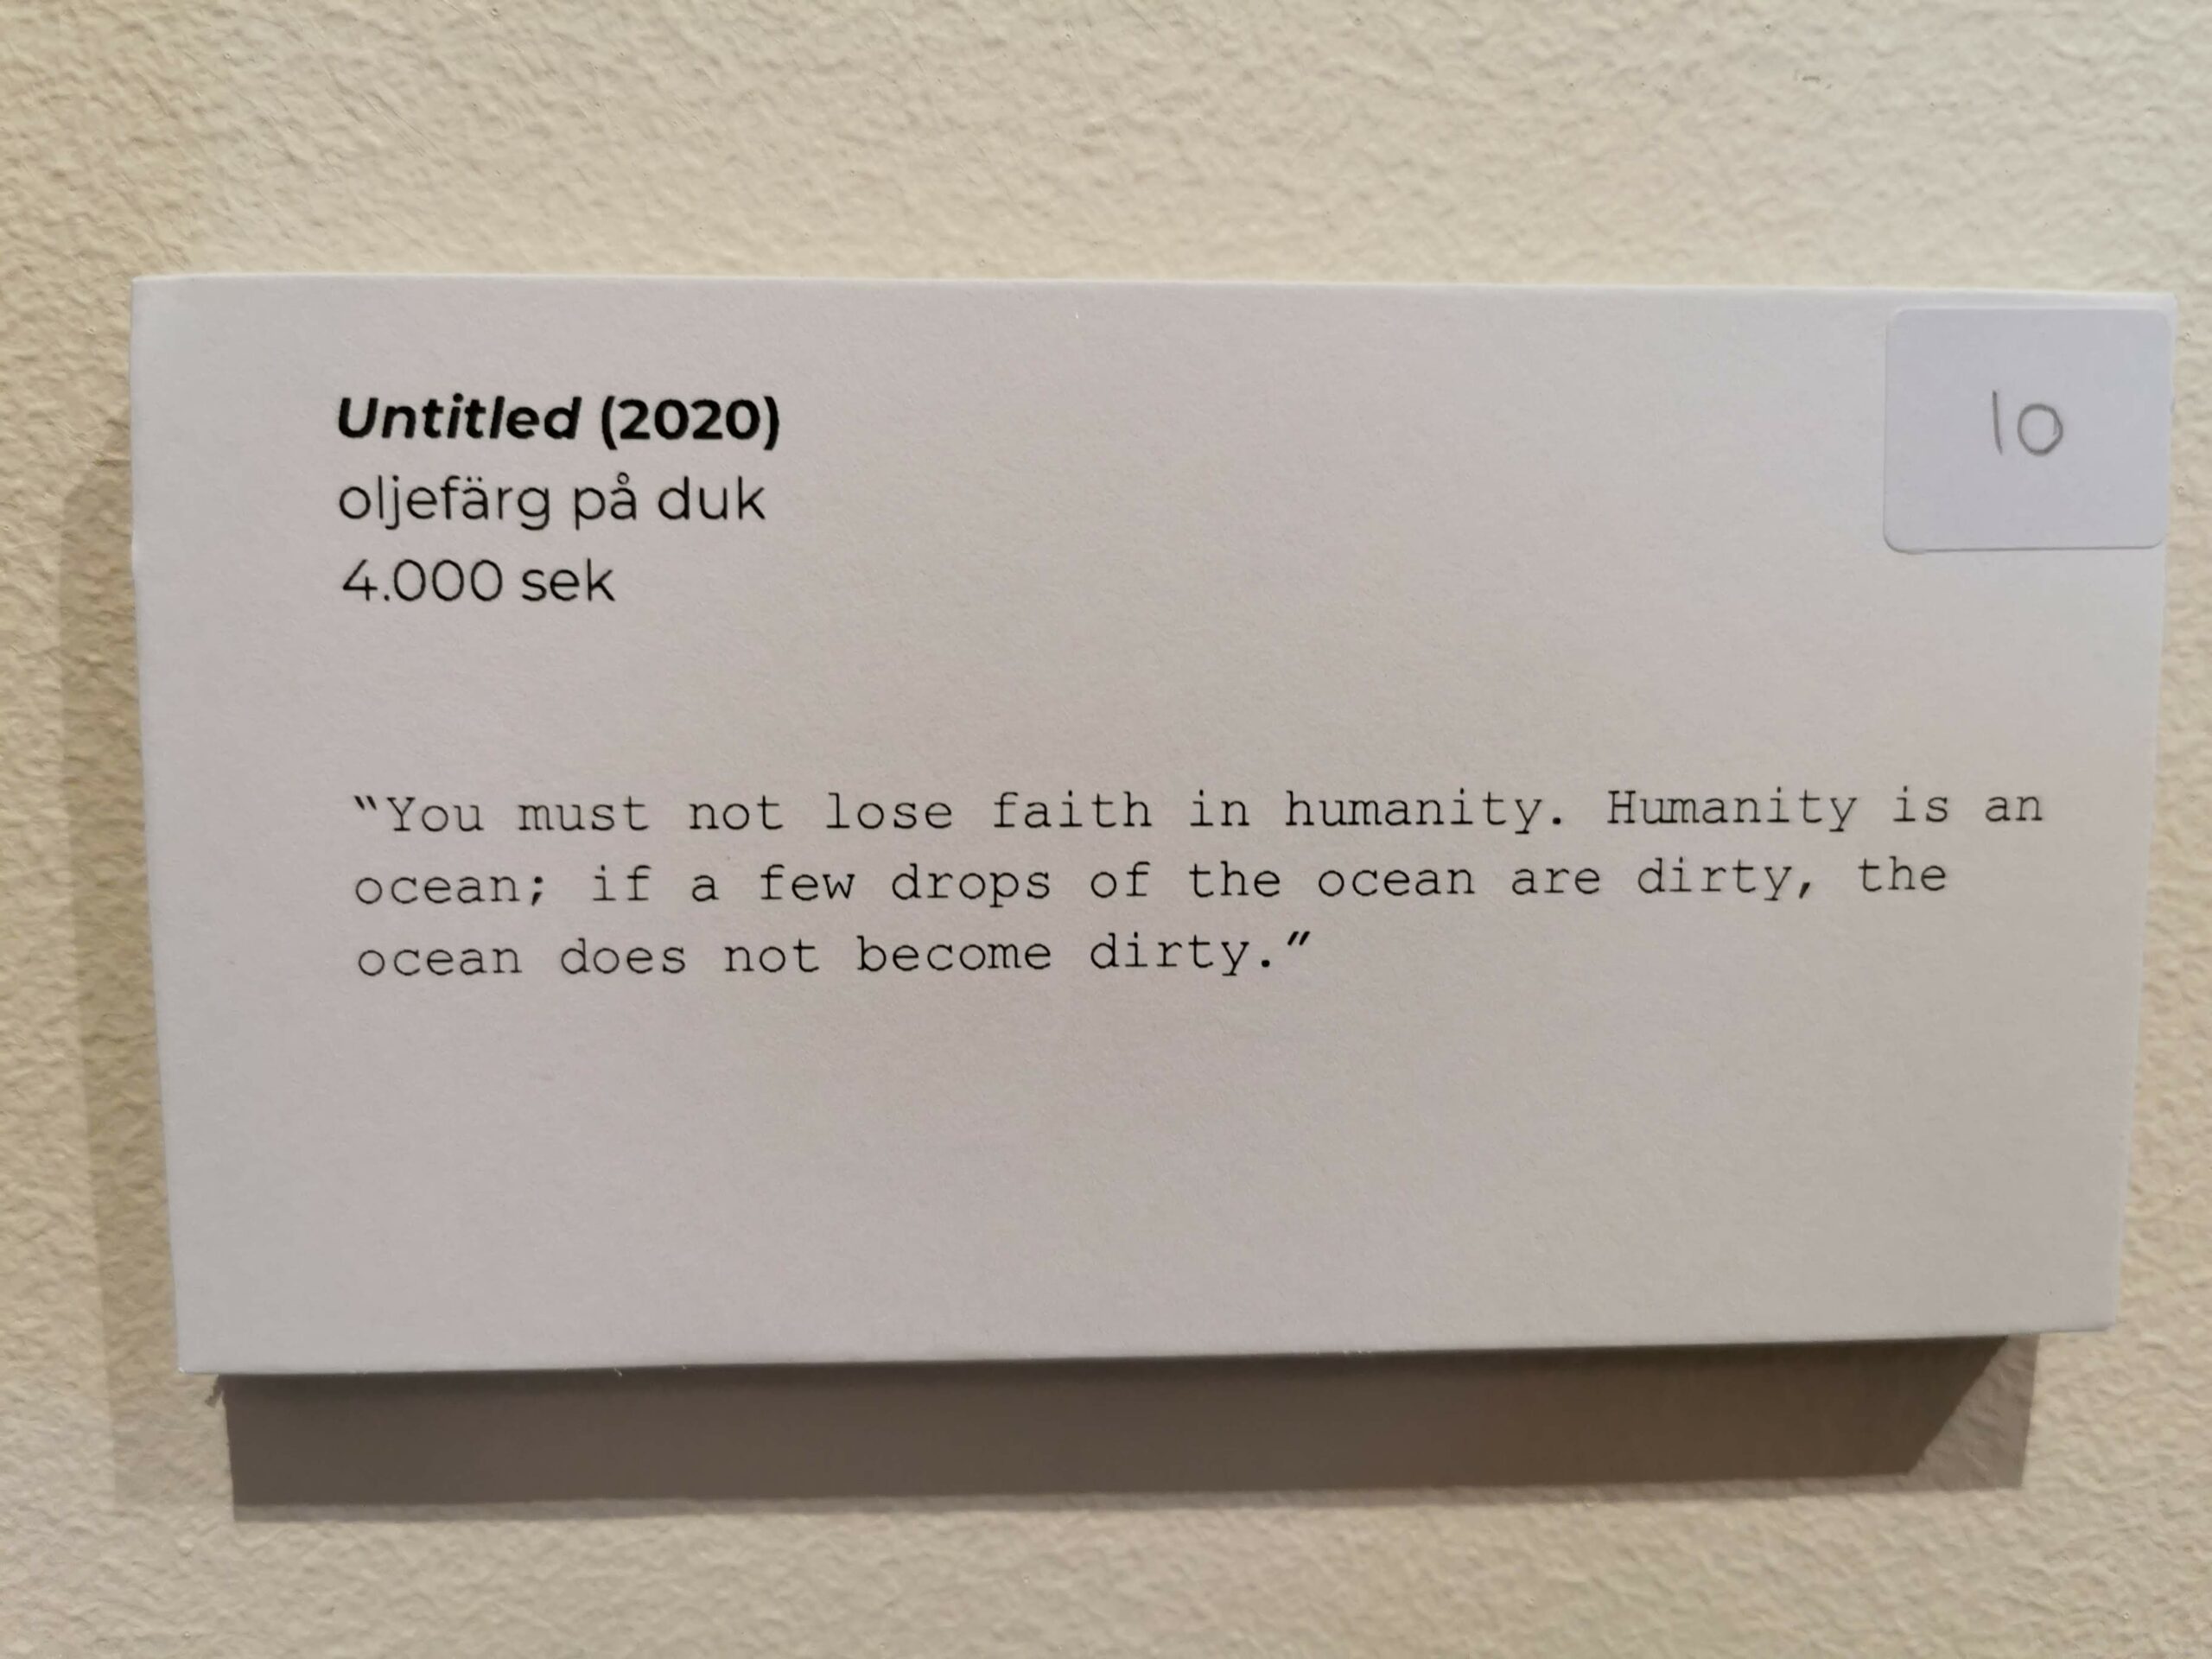 Untitled (2020)
oljefärg på duk
4.000 sek
10
“You must not lose faith in humanity. Humanity is an
ocean; if a few drops of the ocean are dirty, the
ocean does not become dirty.”